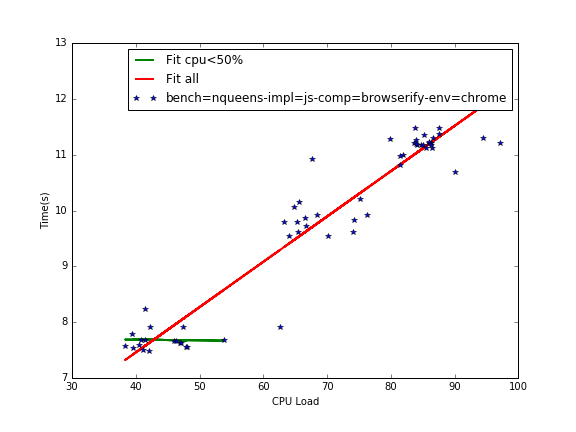 Fit cpu<50%
Fit all
bench=nqueens-impl=js-comp=browserify-env=chrome
13
12
11
10
9
8
7
Time(s)
30 40 50 60 70 80 90 100
CPU Load